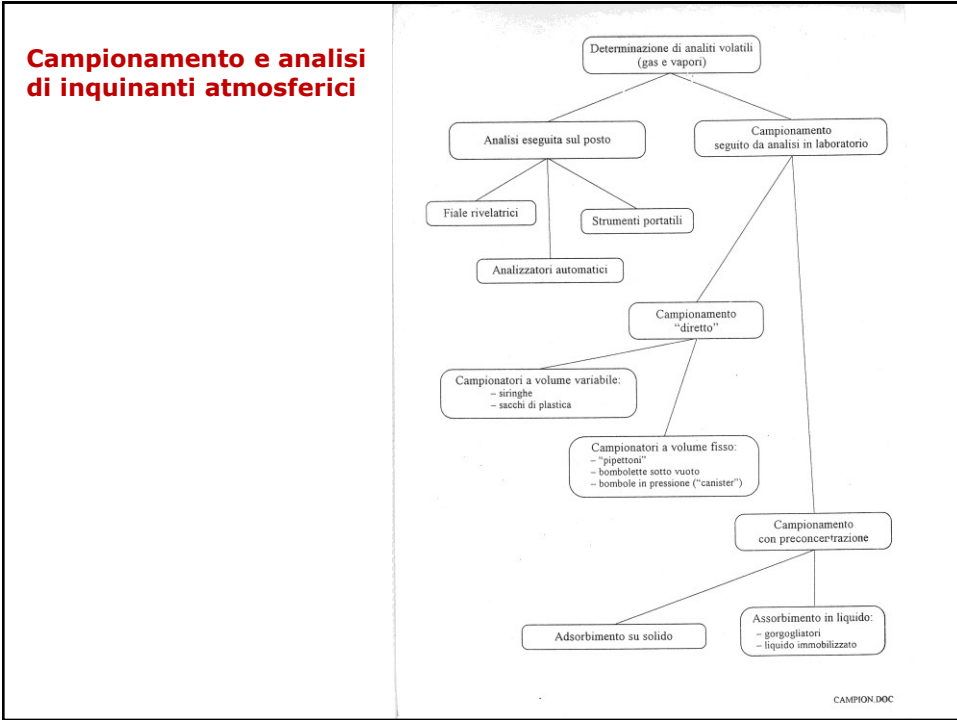 Campionamento e analisi
di inquinanti atmosferici
Determinazione di analiti volatili
(gas e vapori)
Analisi eseguita sul posto
Campionamento
seguito da analisi in laboratorio
Fiale rivelatrici
Strumenti portatili
Analizzatori automatici
Campionamento
“diretto”
Campionatori a volume variabile:
– siringhe
– sacchi di plastica
Campionatori a volume fisso:
– “pipettoni”
– bombolette sotto vuoto
– bombole in pressione (“canister”)
Campionamento
con preconcertrazione
Adsorbimento su solido
Assorbimento in liquido:
– gorgogliatori
– liquido immobilizzato
CAMPION.DOC